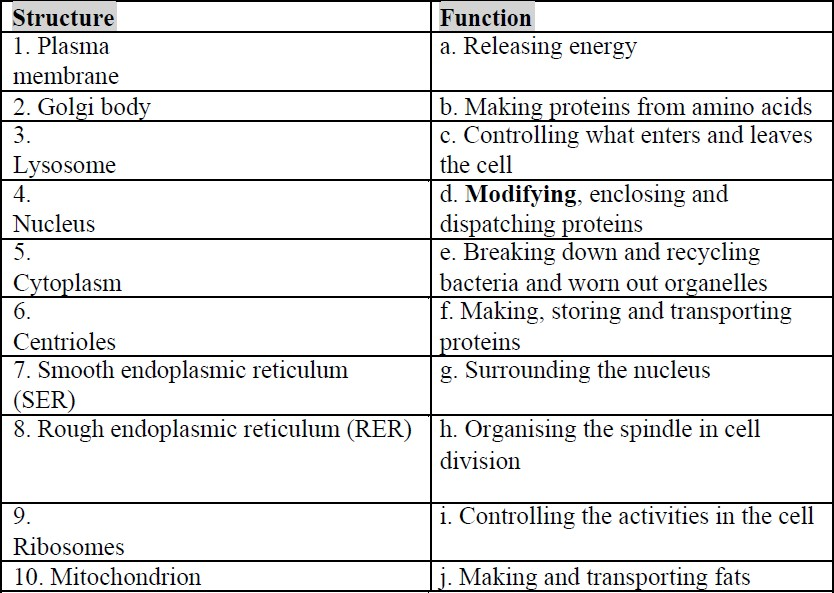 Structure Function
1. Plasma
membrane
a. Releasing energy
2. Golgi body
b. Making proteins from amino acids
3.
Lysosome
c. Controlling what enters and leaves
the cell
4.
Nucleus
d. Modifying, enclosing and
dispatching proteins
5.
Cytoplasm
e. Breaking down and recycling
bacteria and worn out organelles
6.
Centrioles
f. Making, storing and transporting
proteins
7. Smooth endoplasmic reticulum
(SER)
g. Surrounding the nucleus
8. Rough endoplasmic reticulum (RER)
h. Organising the spindle in cell
division
9.
Ribosomes
i. Controlling the activities in the cell
10. Mitochondrion
j. Making and transporting fats